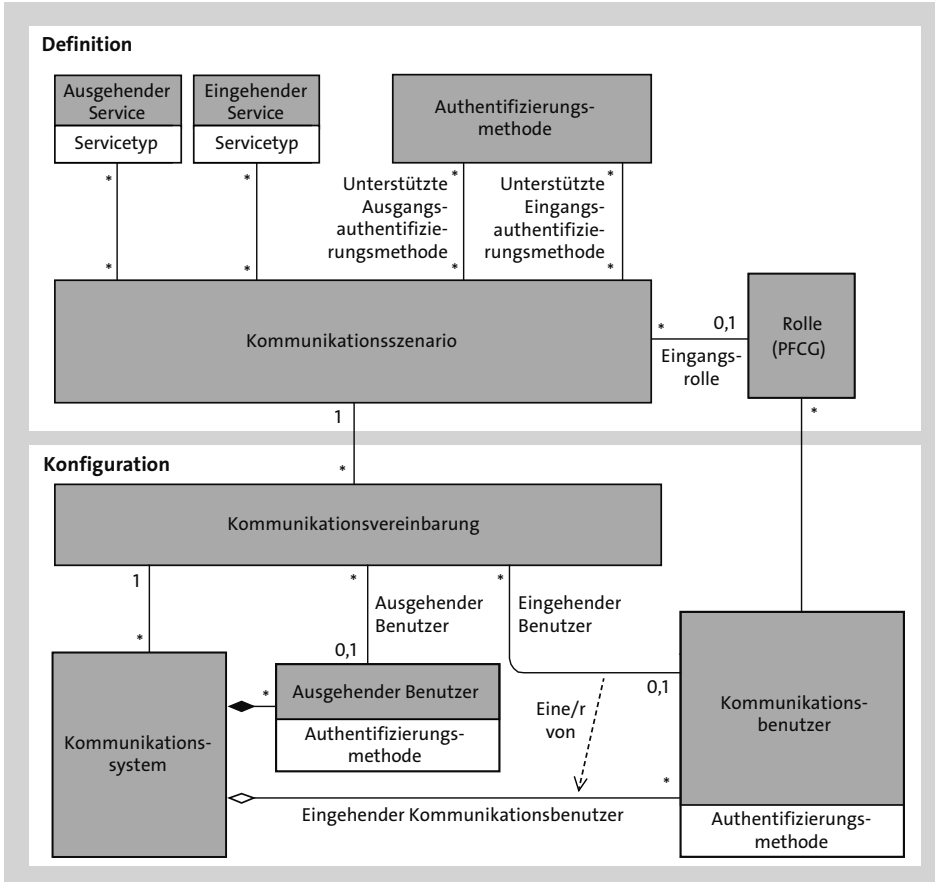 Definition
Ausgehender
Service
Servicetyp
Eingehender
Service
Servicetyp
Authentifizierungs-
methode
*
*
*
*
Unterstützte
Ausgangs-
authentifizie-
rungsmethode
Unterstützte
Eingangs-
authentifizie-
rungsmethode
*
*
*
*
Kommunikationsszenario
*
0,1
Eingangs-
rolle
Rolle
(PFCG)
1
*
Konfiguration
*
Kommunikationsvereinbarung
1
*
*
Ausgehender
Benutzer
Eingehender
Benutzer
*
0,1
0,1
Kommunikations-
system
*
Ausgehender Benutzer
Authentifizierungs-
methode
Eine/r
von
*
Eingehender Kommunikationsbenutzer
Kommunikations-
benutzer
Authentifizierungs-
methode